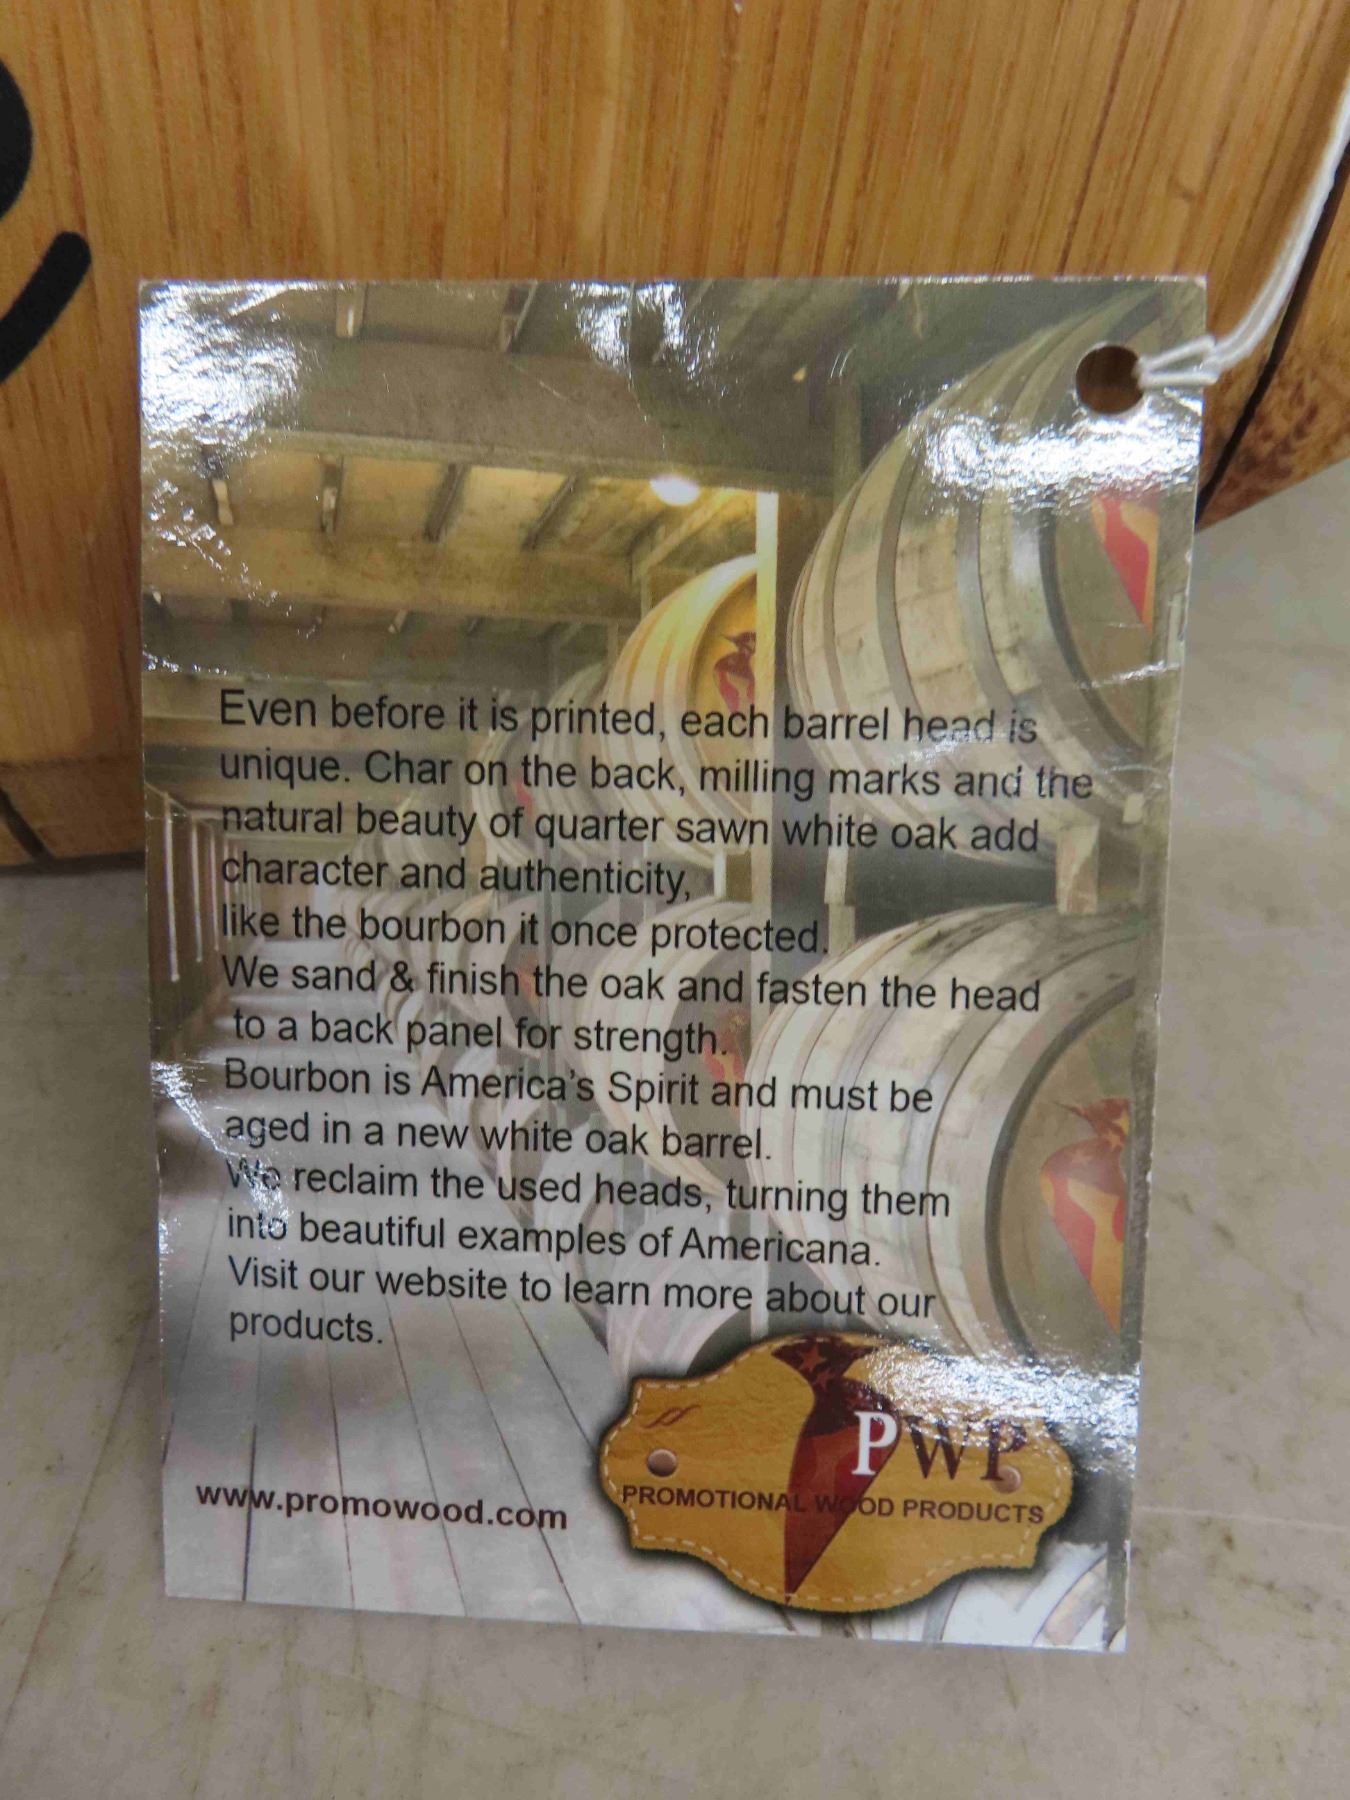 Even before it is printed, each barrel head is
unique. Char on the back, milling marks and the
natural beauty of quarter sawn white oak add
character and authenticity,
like the bourbon it once protected.
We sand & finish the oak and fasten the head
to a back panel for strength.
Bourbon is America's Spirit and must be
aged in a new white oak barrel.
We reclaim the used heads, turning them
into beautiful examples of Americana.
Visit our website to learn more about our
products.
PWP
PROMOTIONAL WOOD PRODUCTS
www.promowood.com